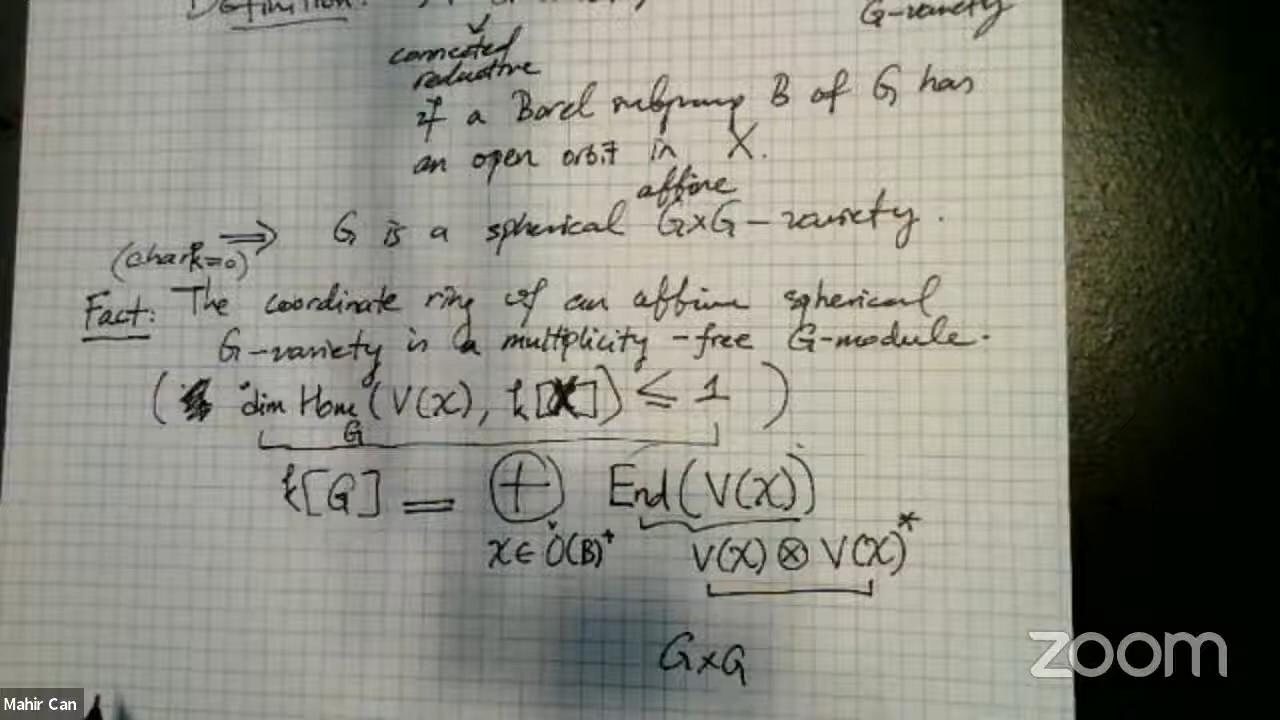 Definition:
G-variety
connected
reductive
if a Borel subgroup B of G has
an open orbit in X.
affine
⟹ G is a spherical G×G-variety.
(char k=0)
Fact: The coordinate ring of an affine spherical
G-variety is a multiplicity-free G-module.
( dim Hom_G (V(χ), k[X]) ≤ 1 )
k[G] = ⊕ End(V(χ))
χ ∈ (B)⁺ V(χ) ⊗ V(χ)*
G×G
zoom
Mahir Can